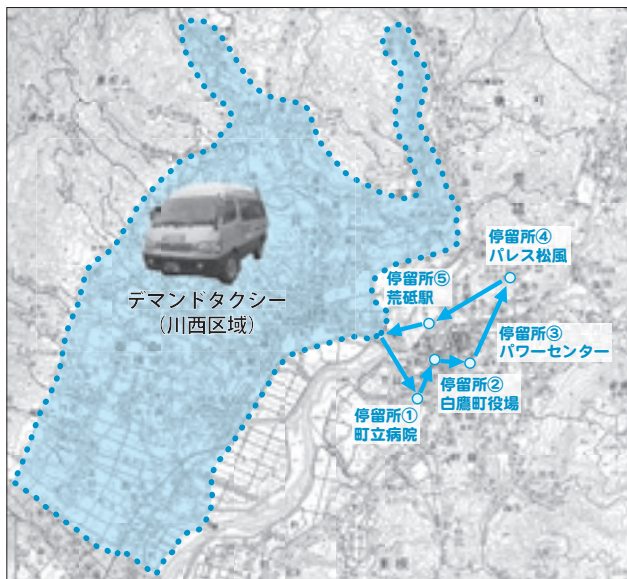 停留所④
パレス松風
停留所⑤
荒砥駅
デマンドタクシー
（川西区域）
停留所③
パワーセンター
停留所②
白鷹町役場
停留所①
町立病院